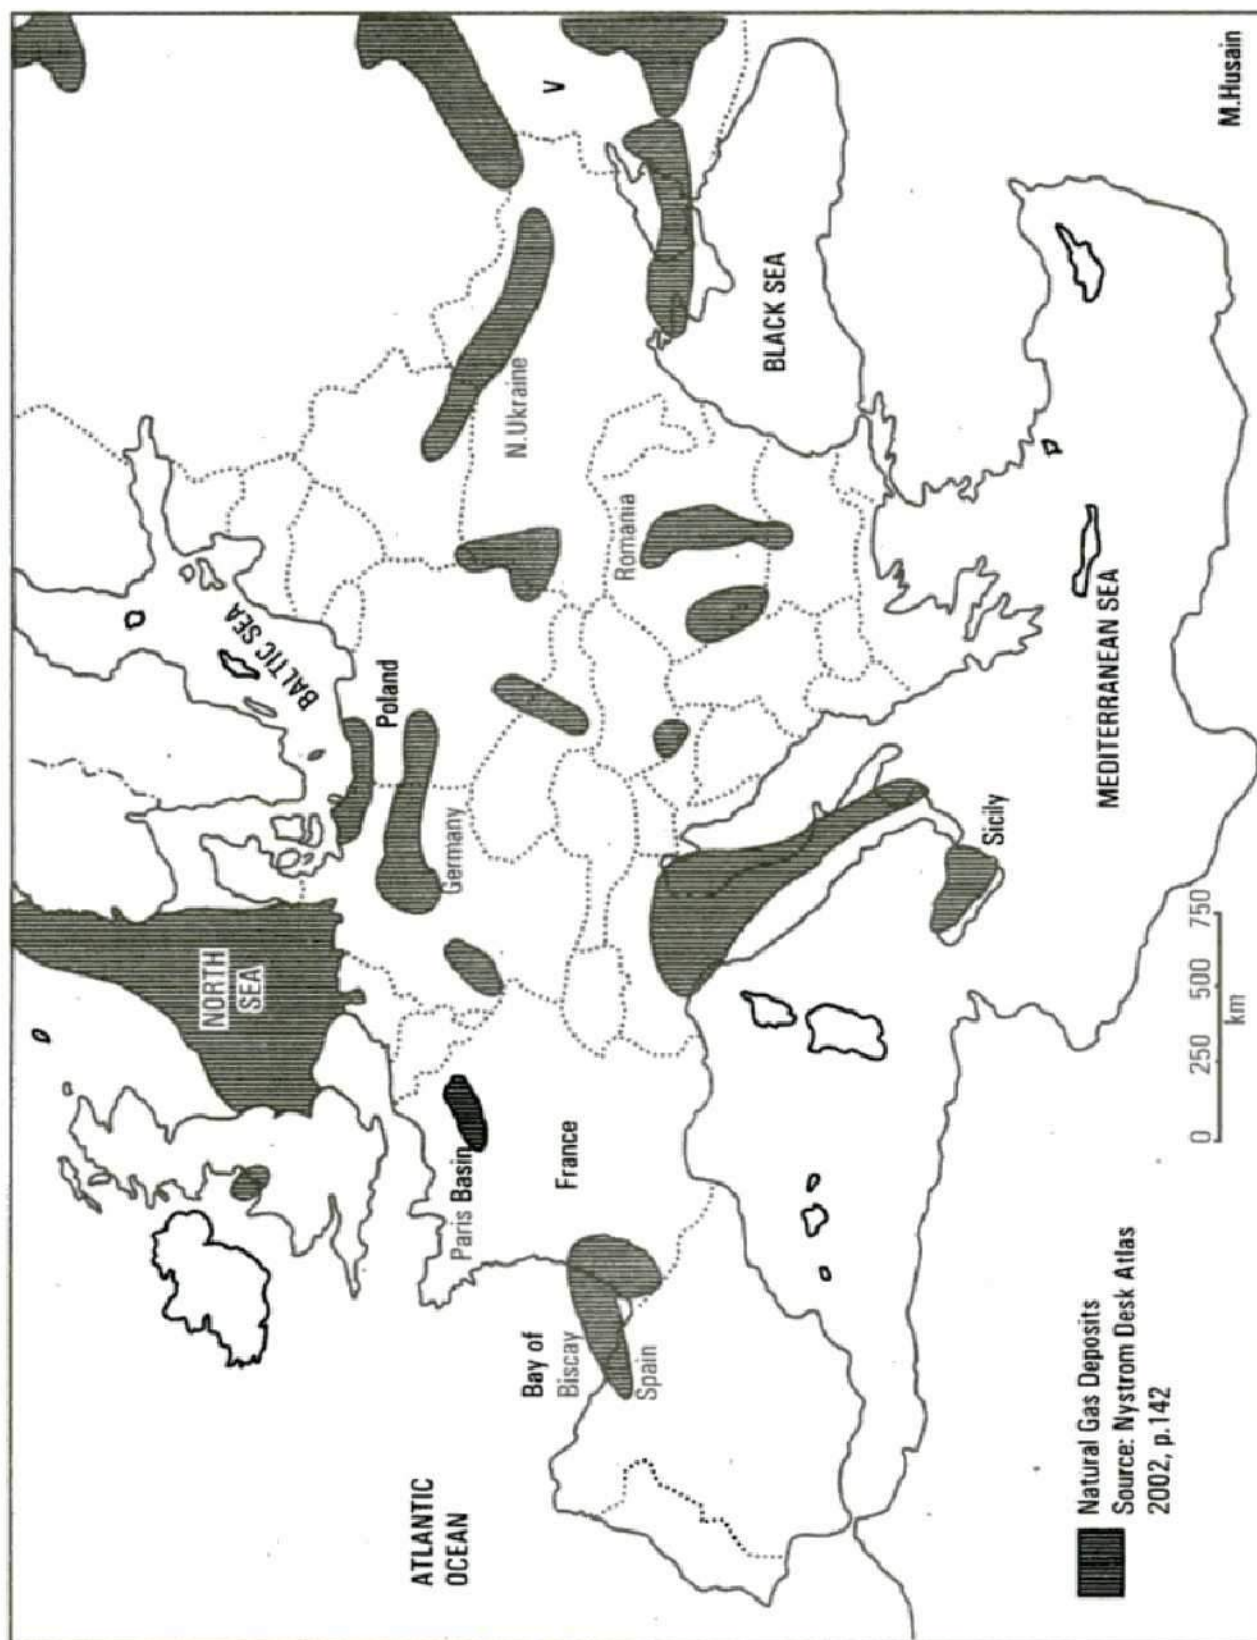 NORTH
SEA
BALTIC SEA
Poland
Germany
N.Ukraine
V
Paris Basin
France
Romania
Bay of
Biscay
Spain
ATLANTIC
OCEAN
BLACK SEA
Sicily
MEDITERRANEAN SEA
0 250 500 750
km
Natural Gas Deposits
Source: Nystrom Desk Atlas
2002, p.142
M.Husain